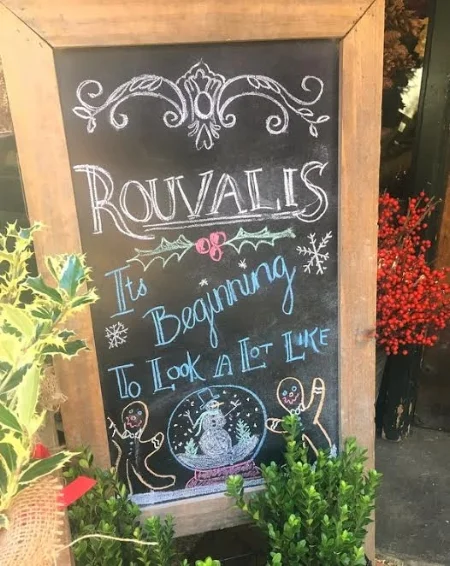 ROUVALIS
Its
Beginning
To Look A Lot Like